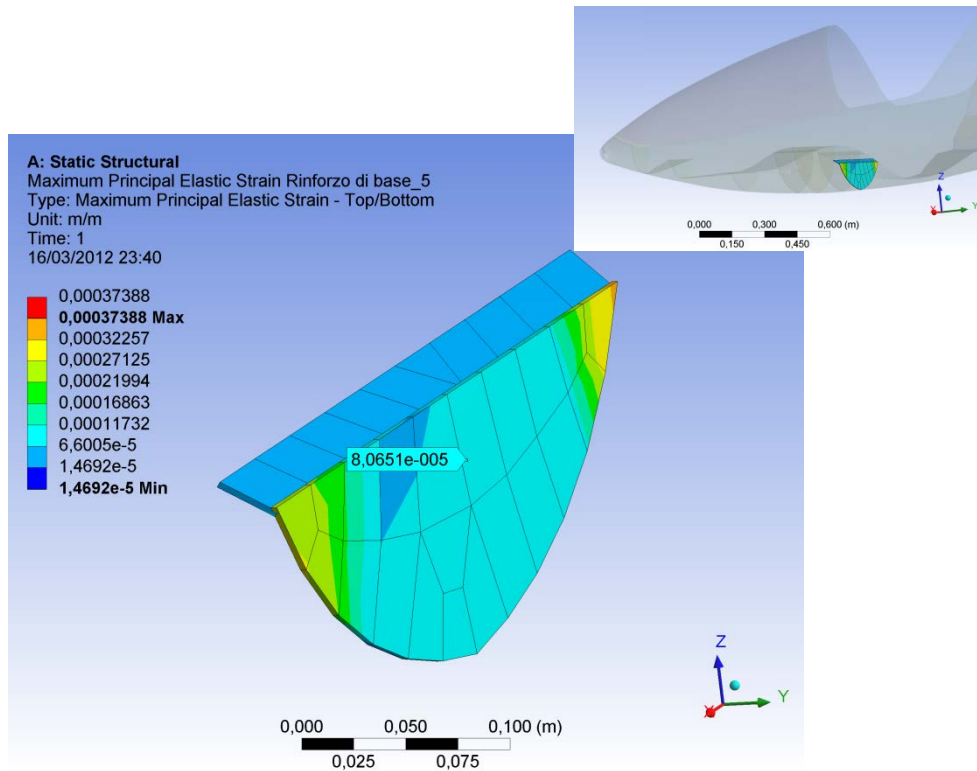 A: Static Structural
Maximum Principal Elastic Strain Rinforzo di base_5
Type: Maximum Principal Elastic Strain - Top/Bottom
Unit: m/m
Time: 1
16/03/2012 23:40
0,00037388
0,00037388 Max
0,00032257
0,00027125
0,00021994
0,00016863
0,00011732
6,6005e-5
1,4692e-5
1,4692e-5 Min
8,0651e-005
0,000 0,050 0,100 (m)
0,025 0,075
Z
Y
X
0,000 0,300 0,600 (m)
0,150 0,450
Z
Y
X